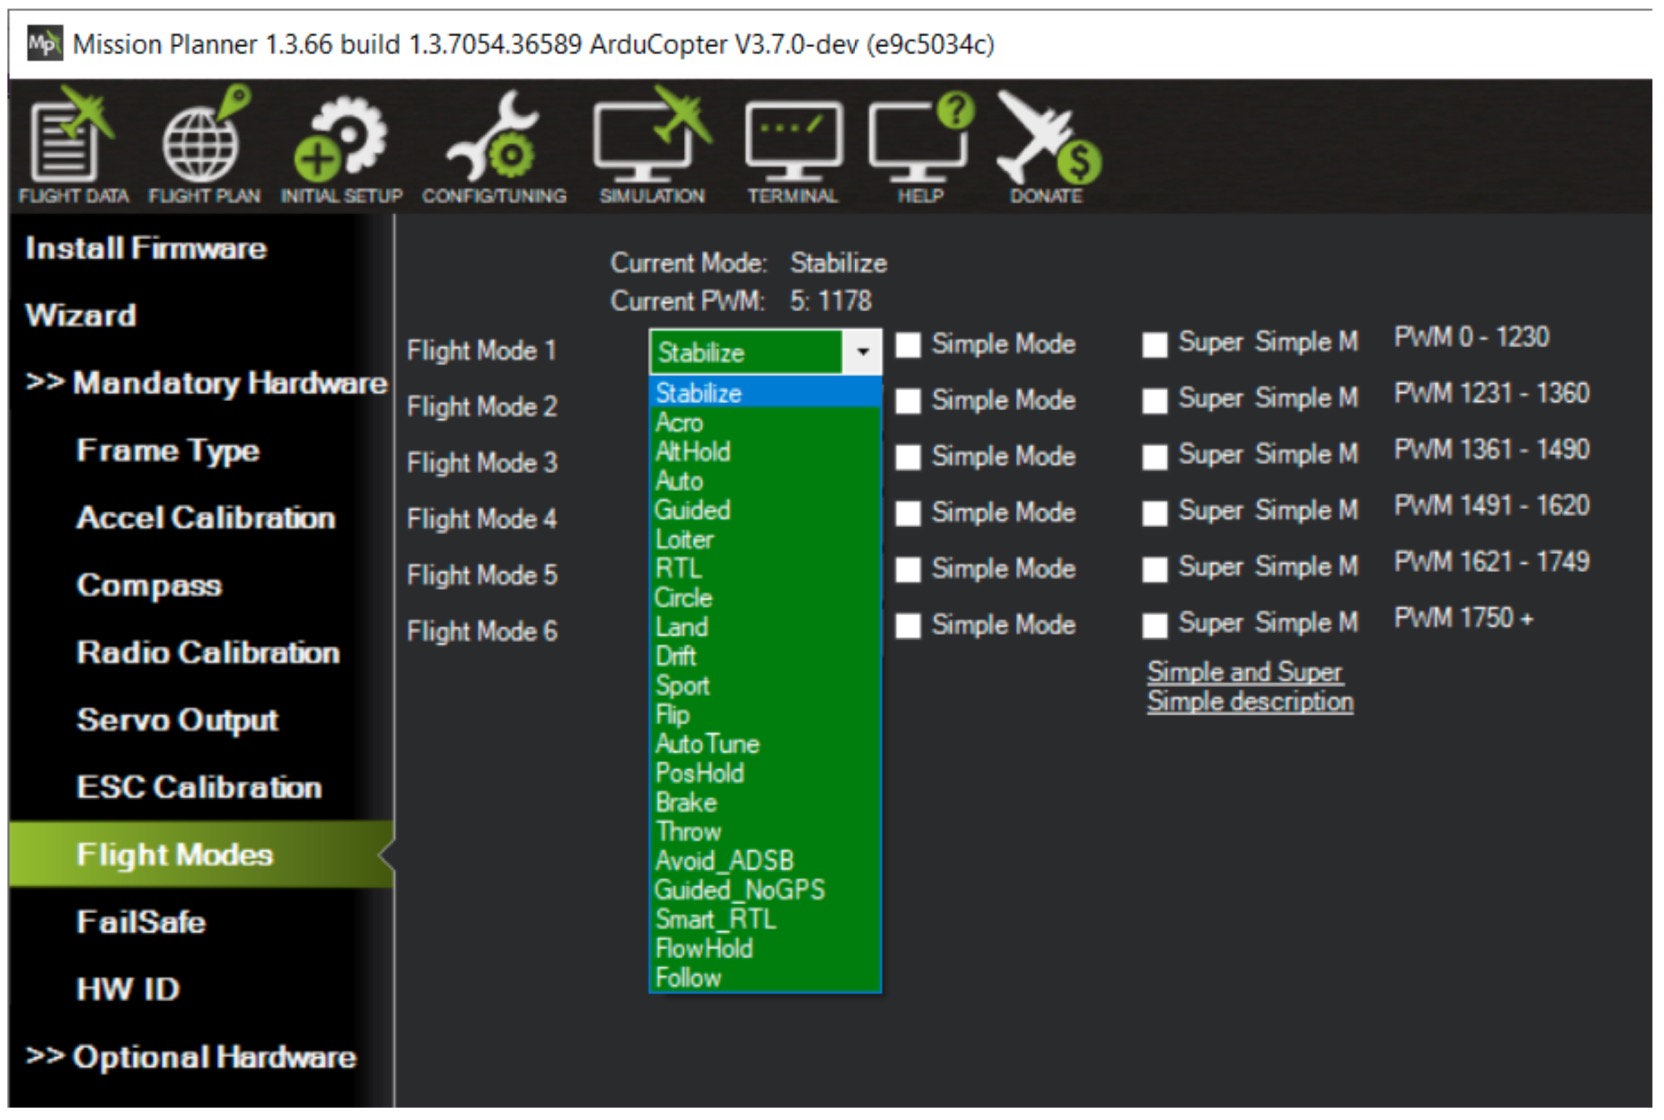 Mp
Mission Planner 1.3.66 build 1.3.7054.36589 ArduCopter V3.7.0-dev (e9c5034c)
FLIGHT DATA FLIGHT PLAN INITIAL SETUP CONFIG/TUNING SIMULATION TERMINAL HELP DONATE
Install Firmware
Wizard
>> Mandatory Hardware
Frame Type
Accel Calibration
Compass
Radio Calibration
Servo Output
ESC Calibration
Flight Modes
FailSafe
HW ID
>> Optional Hardware
Current Mode: Stabilize
Current PWM: 5: 1178
Flight Mode 1 Stabilize Simple Mode Super Simple M PWM 0 - 1230
Flight Mode 2 Simple Mode Super Simple M PWM 1231 - 1360
Flight Mode 3 Simple Mode Super Simple M PWM 1361 - 1490
Flight Mode 4 Simple Mode Super Simple M PWM 1491 - 1620
Flight Mode 5 Simple Mode Super Simple M PWM 1621 - 1749
Flight Mode 6 Simple Mode Super Simple M PWM 1750 +
Stabilize
Acro
AltHold
Auto
Guided
Loiter
RTL
Circle
Land
Drift
Sport
Flip
AutoTune
PosHold
Brake
Throw
Avoid_ADSB
Guided_NoGPS
Smart_RTL
FlowHold
Follow
Simple and Super
Simple description